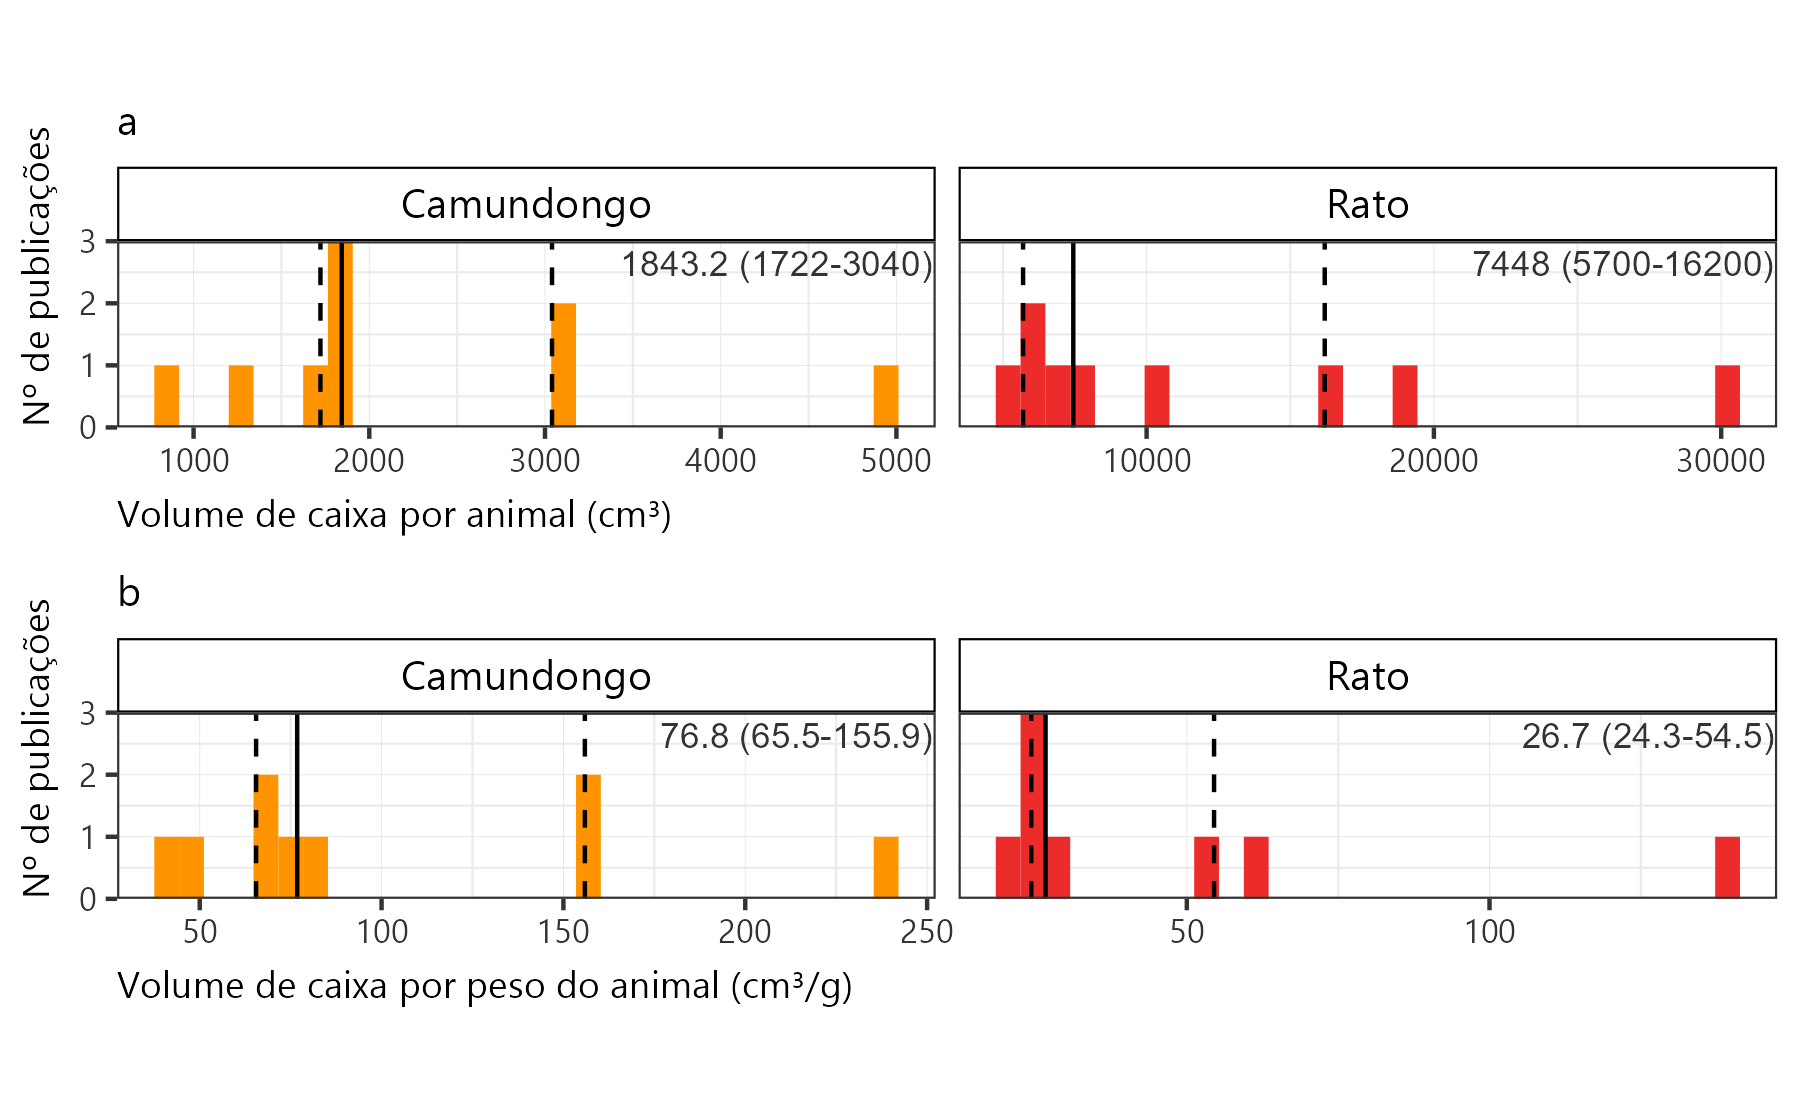 a
Nº de publicações
Camundongo
3
2
1
0
1843.2 (1722-3040)
1000 2000 3000 4000 5000
Rato
7448 (5700-16200)
10000 20000 30000
Volume de caixa por animal (cm³)
b
Nº de publicações
Camundongo
3
2
1
0
76.8 (65.5-155.9)
50 100 150 200 250
Rato
26.7 (24.3-54.5)
50 100
Volume de caixa por peso do animal (cm³/g)